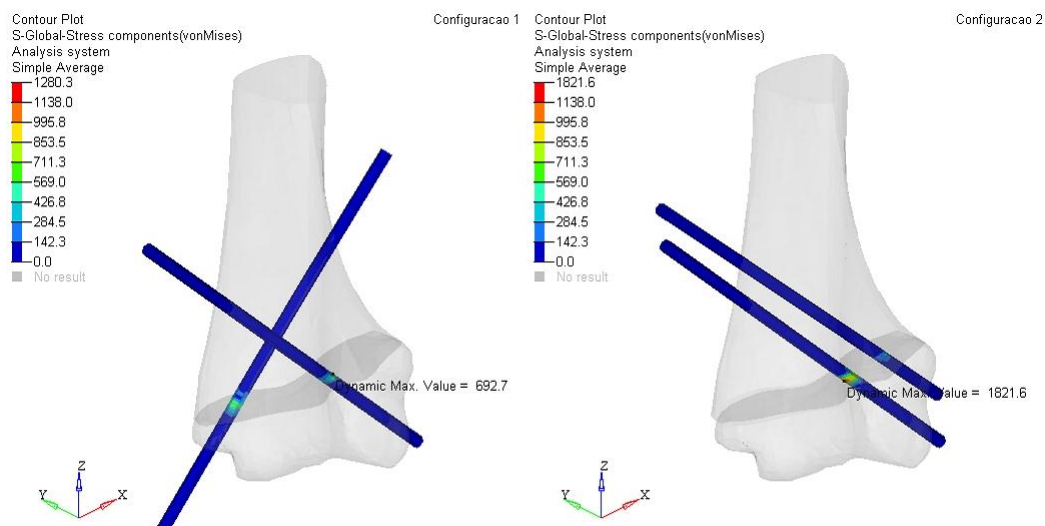 Contour Plot
Configuracao 1
S-Global-Stress components(vonMises)
Analysis system
Simple Average
1280.3
1138.0
995.8
853.5
711.3
569.0
426.8
284.5
142.3
0.0
No result
Dynamic Max. Value = 692.7
Z
Y
X
Contour Plot
Configuracao 2
S-Global-Stress components(vonMises)
Analysis system
Simple Average
1821.6
1138.0
995.8
853.5
711.3
569.0
426.8
284.5
142.3
0.0
No result
Dynamic Max. Value = 1821.6
Z
Y
X